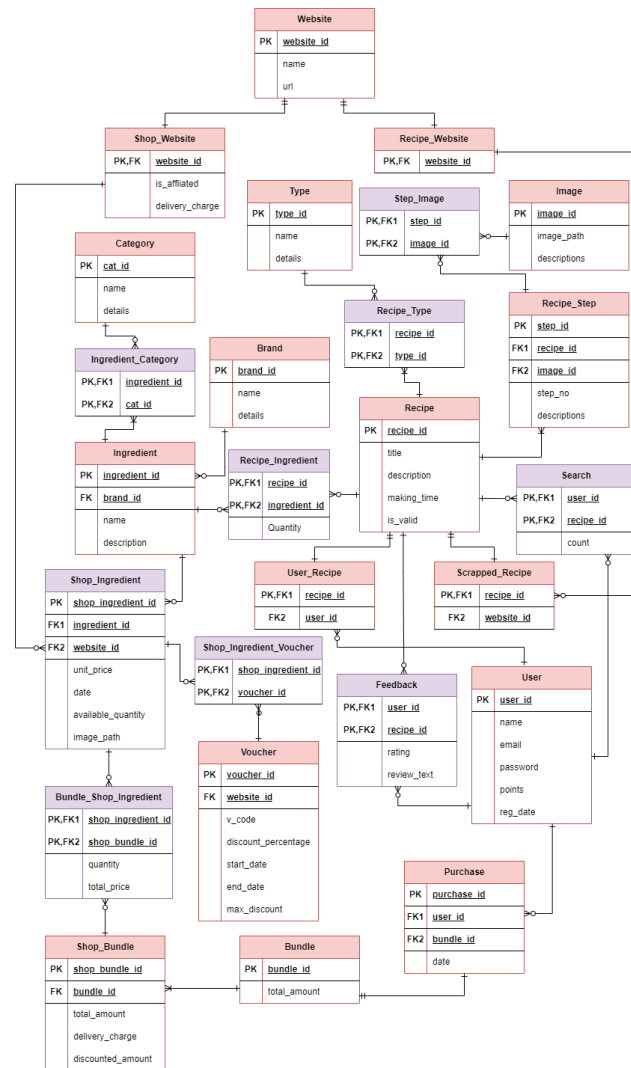 Website
PK website_id
name
url
Shop_Website
PK,FK website_id
is_affliated
delivery_charge
Recipe_Website
PK,FK website_id
Type
PK type_id
name
details
Step_Image
PK,FK1 step_id
PK,FK2 image_id
Image
PK image_id
image_path
descriptions
Category
PK cat_id
name
details
Recipe_Type
PK,FK1 recipe_id
PK,FK2 type_id
Recipe_Step
PK step_id
FK1 recipe_id
FK2 image_id
step_no
descriptions
Ingredient_Category
PK,FK1 ingredient_id
PK,FK2 cat_id
Brand
PK brand_id
name
details
Recipe
PK recipe_id
title
description
making_time
is_valid
Ingredient
PK ingredient_id
FK brand_id
name
description
Recipe_Ingredient
PK,FK1 recipe_id
PK,FK2 ingredient_id
Quantity
Search
PK,FK1 user_id
PK,FK2 recipe_id
count
User_Recipe
PK,FK1 recipe_id
FK2 user_id
Scrapped_Recipe
PK,FK1 recipe_id
FK2 website_id
Shop_Ingredient
PK shop_ingredient_id
FK1 ingredient_id
FK2 website_id
unit_price
date
available_quantity
image_path
Shop_Ingredient_Voucher
PK,FK1 shop_ingredient_id
PK,FK2 voucher_id
Feedback
PK,FK1 user_id
PK,FK2 recipe_id
rating
review_text
User
PK user_id
name
email
password
points
reg_date
Voucher
PK voucher_id
FK website_id
v_code
discount_percentage
start_date
end_date
max_discount
Bundle_Shop_Ingredient
PK,FK1 shop_ingredient_id
PK,FK2 shop_bundle_id
quantity
total_price
Purchase
PK purchase_id
FK1 user_id
FK2 bundle_id
date
Shop_Bundle
PK shop_bundle_id
FK bundle_id
total_amount
delivery_charge
discounted_amount
Bundle
PK bundle_id
total_amount